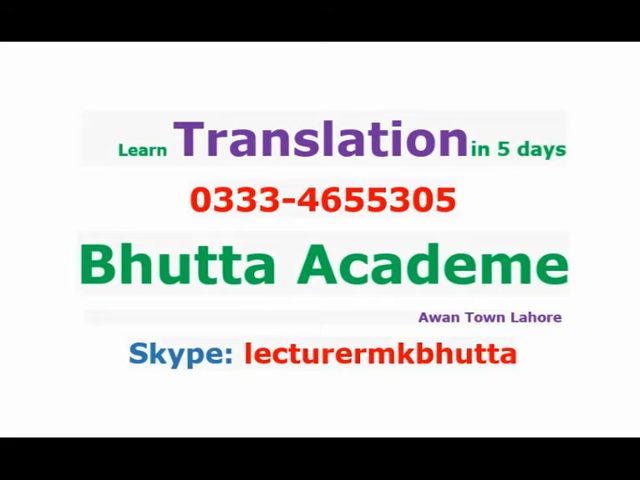 Learn Translation in 5 days
0333-4655305
Bhutta Academe
Awan Town Lahore
Skype: lecturermkbhutta